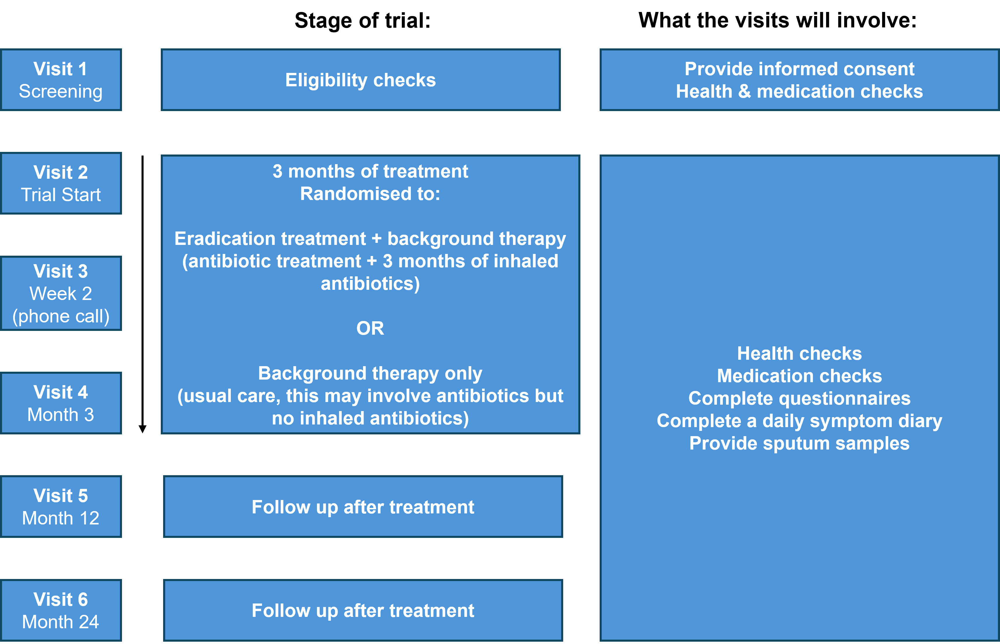 Stage of trial:
What the visits will involve:
Visit 1
Screening
Eligibility checks
Provide informed consent
Health & medication checks
Visit 2
Trial Start
Visit 3
Week 2
(phone call)
Visit 4
Month 3
3 months of treatment
Randomised to:
Eradication treatment + background therapy
(antibiotic treatment + 3 months of inhaled
antibiotics)
OR
Background therapy only
(usual care, this may involve antibiotics but
no inhaled antibiotics)
Health checks
Medication checks
Complete questionnaires
Complete a daily symptom diary
Provide sputum samples
Visit 5
Month 12
Follow up after treatment
Visit 6
Month 24
Follow up after treatment